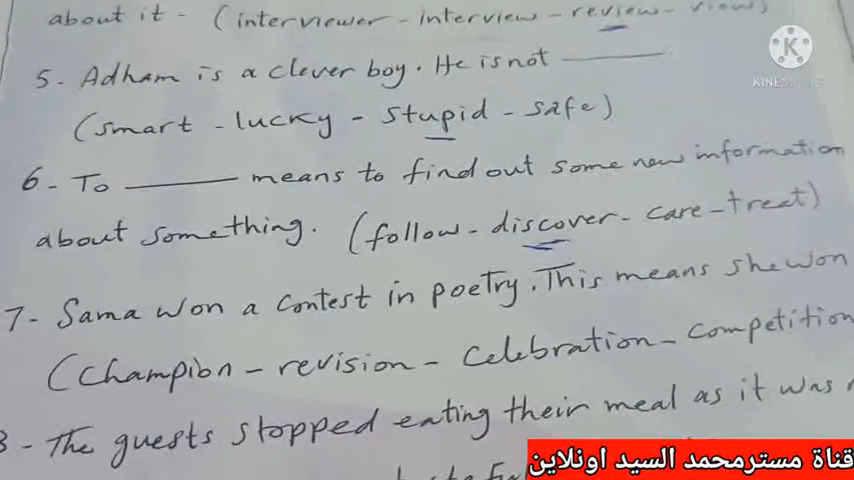 about it - (interviewer - interview - review - view)
5- Adham is a clever boy. He is not ______
(smart - lucky - stupid - safe)
6- To ______ means to find out some new information
about something. (follow - discover - care - treat)
7- Sama won a contest in poetry. This means she won
(champion - revision - celebration - competition
- The guests stopped eating their meal as it was
قناة مسترمحمد السيد اونلاين